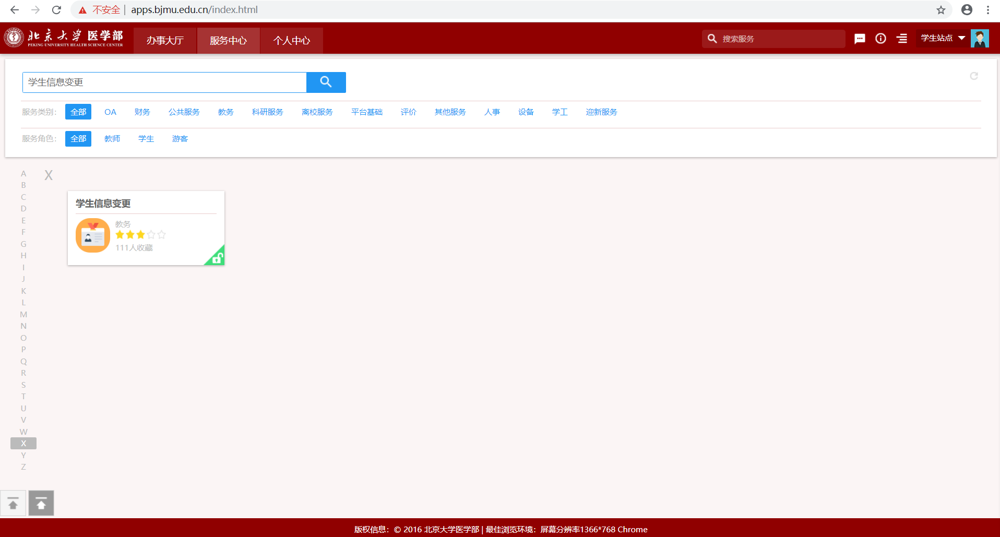 不安全 | apps.bjmu.edu.cn/index.html
北京大学医学部
PEKING UNIVERSITY HEALTH SCIENCE CENTER
办事大厅 服务中心 个人中心 搜索服务 学生站点
学生信息变更
服务类别： 全部 OA 财务 公共服务 教务 科研服务 离校服务 平台基础 评价 其他服务 人事 设备 学工 迎新服务
服务角色： 全部 教师 学生 游客
A
B
C
D
E
F
G
H
I
J
K
L
M
N
O
P
Q
R
S
T
U
V
W
X
Y
Z
X
学生信息变更
教务
111人收藏
版权信息：© 2016 北京大学医学部 | 最佳浏览环境：屏幕分辨率1366*768 Chrome